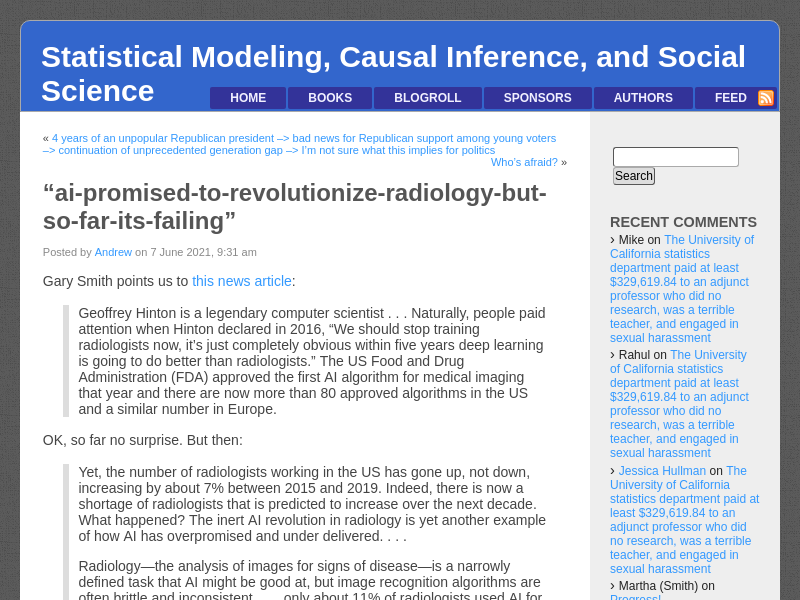 Statistical Modeling, Causal Inference, and Social
Science
HOME BOOKS BLOGROLL SPONSORS AUTHORS FEED
« 4 years of an unpopular Republican president –> bad news for Republican support among young voters
–> continuation of unprecedented generation gap –> I’m not sure what this implies for politics
Who’s afraid? »
“ai-promised-to-revolutionize-radiology-but-
so-far-its-failing”
Posted by Andrew on 7 June 2021, 9:31 am
Gary Smith points us to this news article:
Geoffrey Hinton is a legendary computer scientist . . . Naturally, people paid
attention when Hinton declared in 2016, “We should stop training
radiologists now, it’s just completely obvious within five years deep learning
is going to do better than radiologists.” The US Food and Drug
Administration (FDA) approved the first AI algorithm for medical imaging
that year and there are now more than 80 approved algorithms in the US
and a similar number in Europe.
OK, so far no surprise. But then:
Yet, the number of radiologists working in the US has gone up, not down,
increasing by about 7% between 2015 and 2019. Indeed, there is now a
shortage of radiologists that is predicted to increase over the next decade.
What happened? The inert AI revolution in radiology is yet another example
of how AI has overpromised and under delivered. . . .
Radiology—the analysis of images for signs of disease—is a narrowly
defined task that AI might be good at, but image recognition algorithms are
often brittle and inconsistent. . . . only about 11% of radiologists used AI for
Search
RECENT COMMENTS
› Mike on The University of
California statistics
department paid at least
$329,619.84 to an adjunct
professor who did no
research, was a terrible
teacher, and engaged in
sexual harassment
› Rahul on The University
of California statistics
department paid at least
$329,619.84 to an adjunct
professor who did no
research, was a terrible
teacher, and engaged in
sexual harassment
› Jessica Hullman on The
University of California
statistics department paid at
least $329,619.84 to an
adjunct professor who did
no research, was a terrible
teacher, and engaged in
sexual harassment
› Martha (Smith) on
Progress!